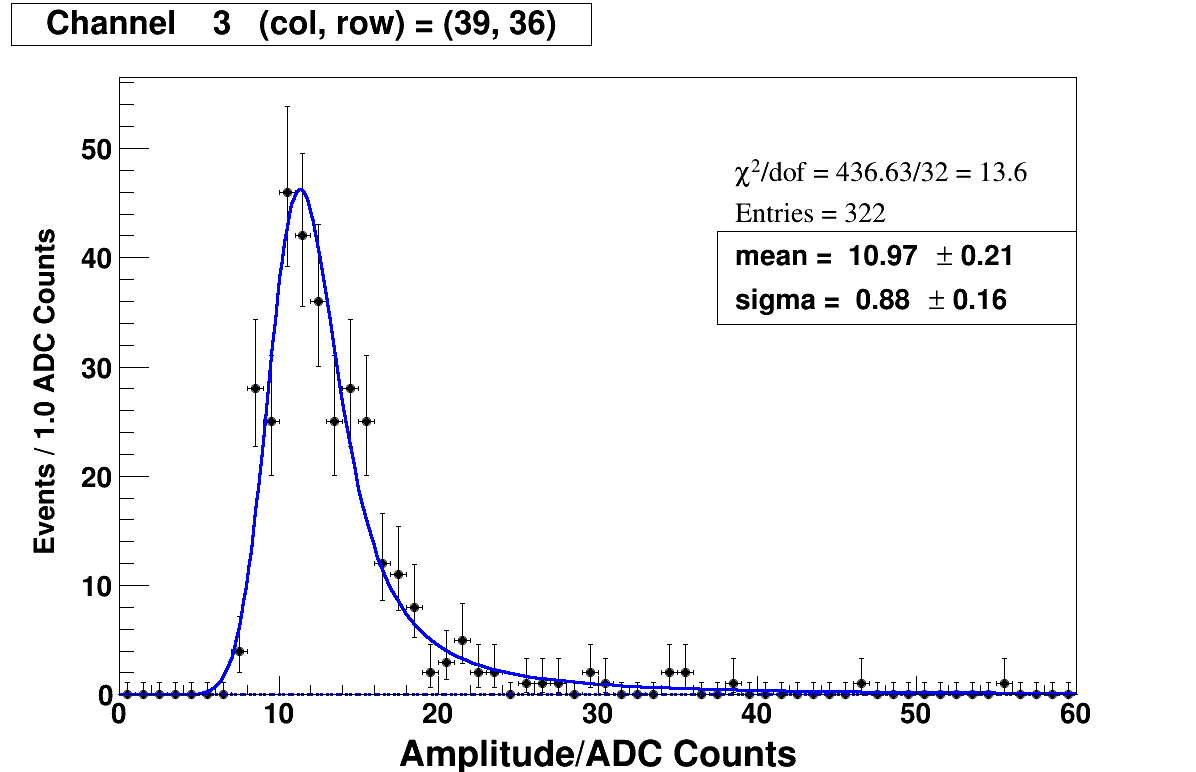 Channel 3 (col, row) = (39, 36)
χ²/dof = 436.63/32 = 13.6
Entries = 322
mean = 10.97 ± 0.21
sigma = 0.88 ± 0.16
Events / 1.0 ADC Counts
50
40
30
20
10
0
0 10 20 30 40 50 60
Amplitude/ADC Counts